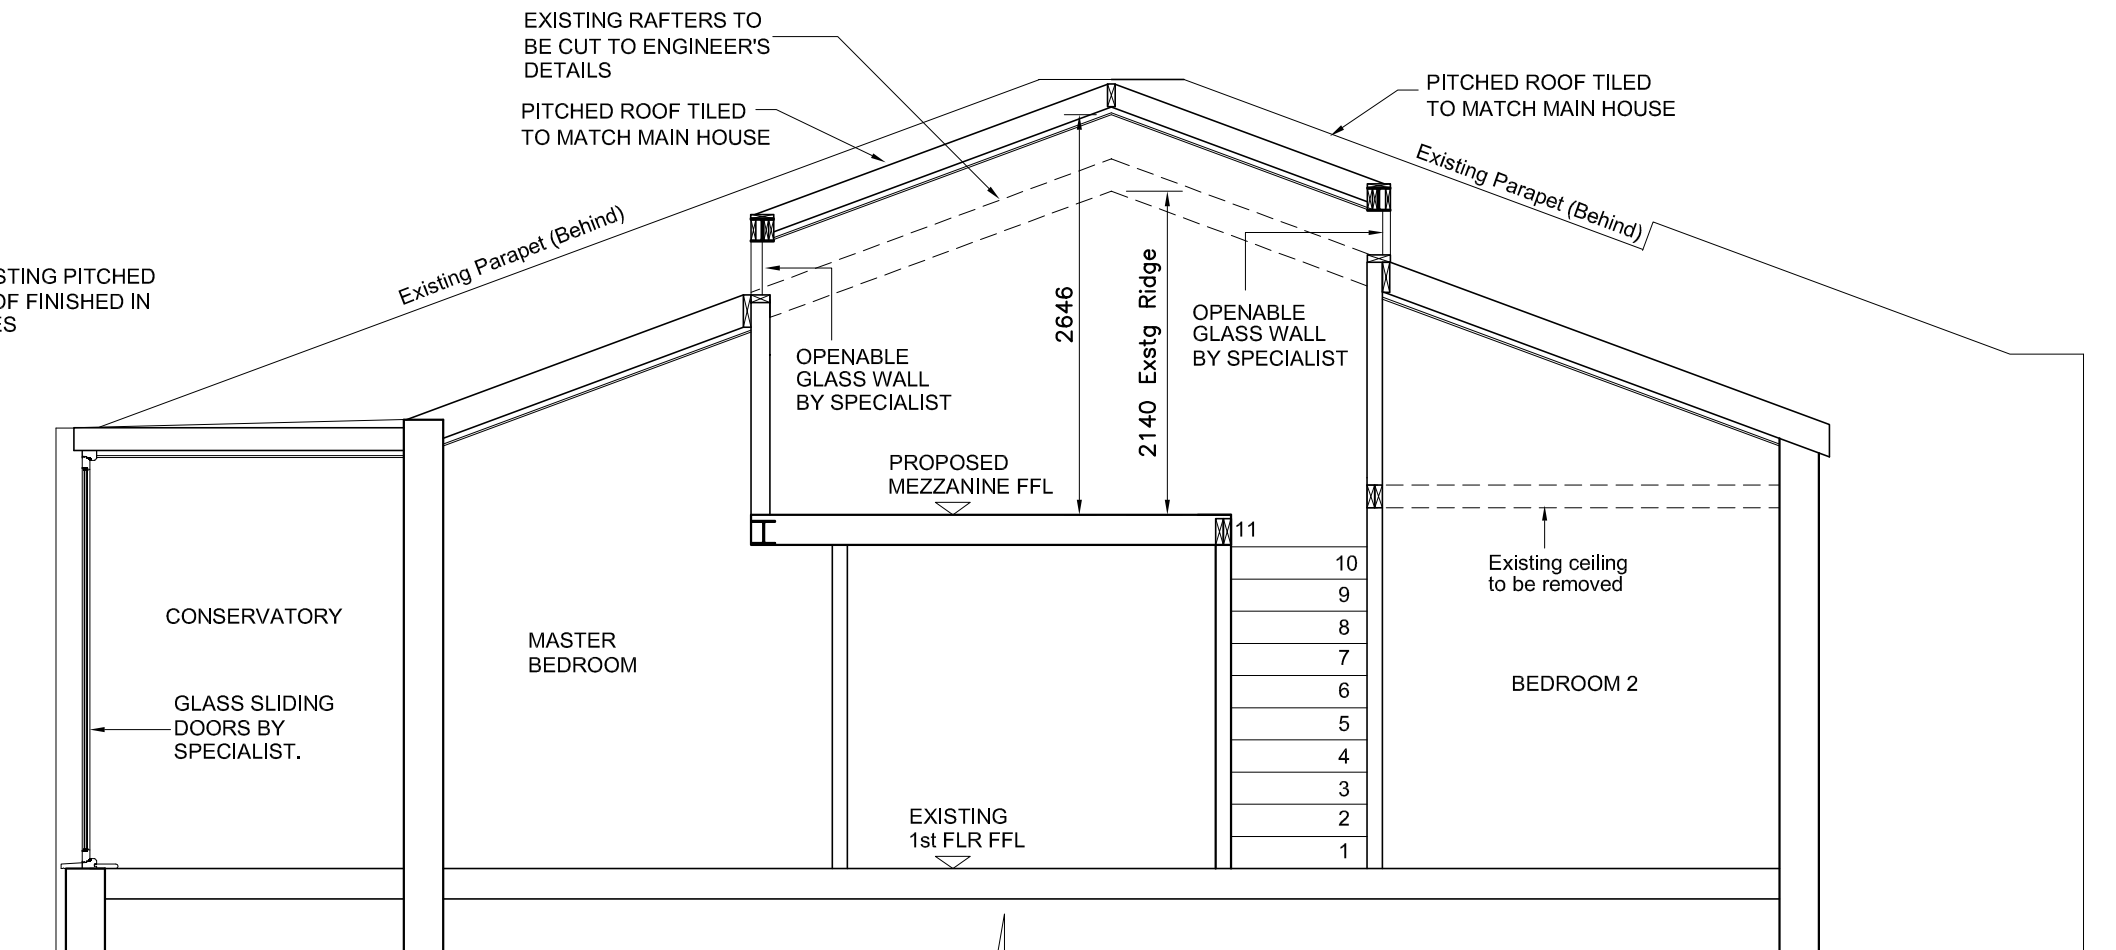 EXISTING RAFTERS TO
BE CUT TO ENGINEER'S
DETAILS
PITCHED ROOF TILED
TO MATCH MAIN HOUSE
PITCHED ROOF TILED
TO MATCH MAIN HOUSE
Existing Parapet (Behind)
Existing Parapet (Behind)
PITCHED
FINISHED IN
2646
2140 Exstg Ridge
OPENABLE
GLASS WALL
BY SPECIALIST
OPENABLE
GLASS WALL
BY SPECIALIST
PROPOSED
MEZZANINE FFL
11
10
9
8
7
6
5
4
3
2
1
Existing ceiling
to be removed
CONSERVATORY
MASTER
BEDROOM
BEDROOM 2
GLASS SLIDING
DOORS BY
SPECIALIST.
EXISTING
1st FLR FFL